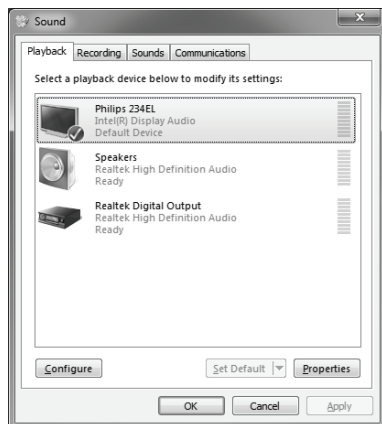 Sound
Playback Recording Sounds Communications
Select a playback device below to modify its settings:
Philips 234EL
Intel(R) Display Audio
Default Device
Speakers
Realtek High Definition Audio
Ready
Realtek Digital Output
Realtek High Definition Audio
Ready
Configure Set Default Properties
OK Cancel Apply